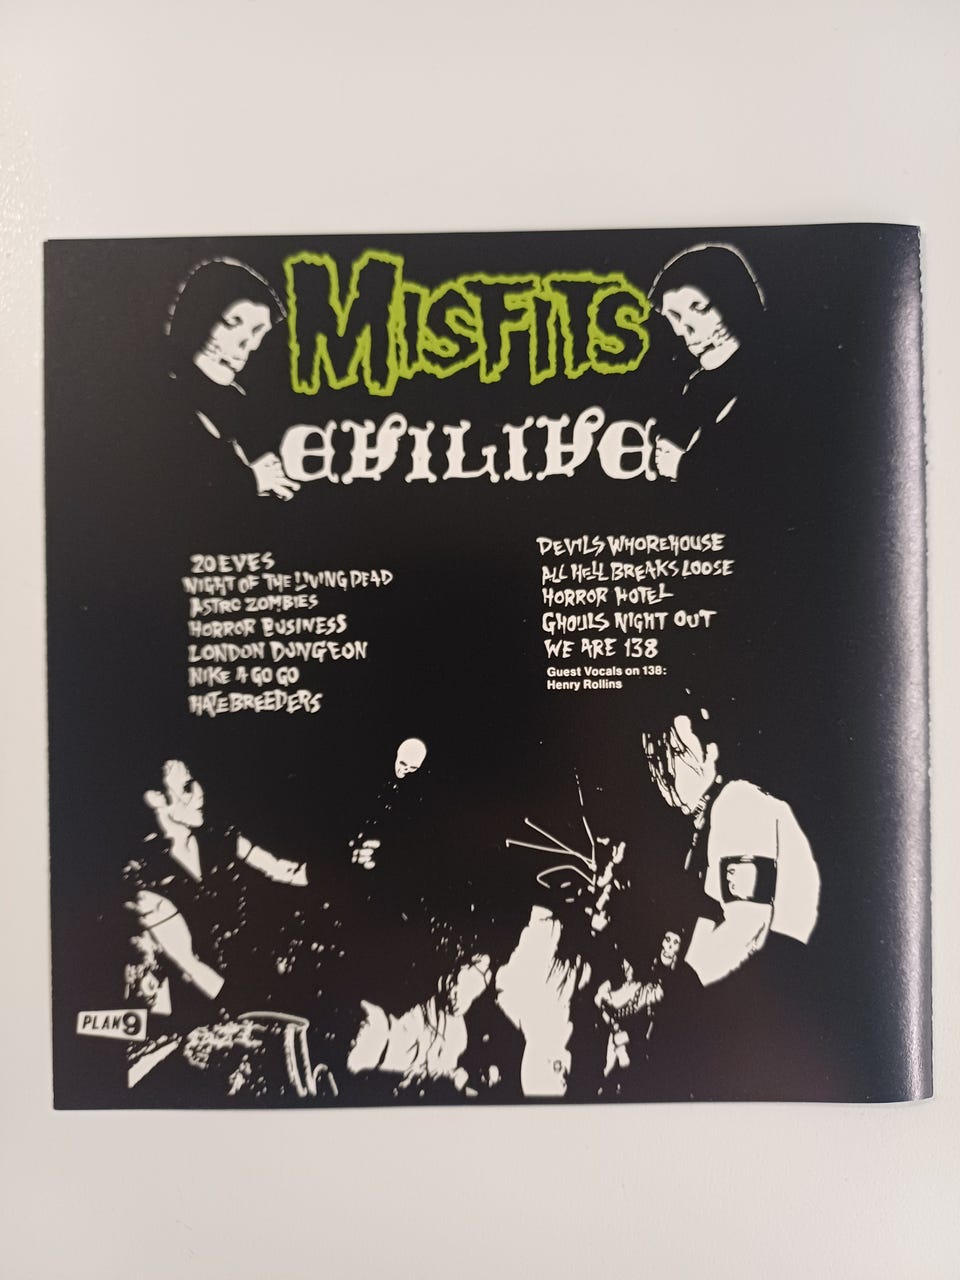 MISFITS
EVILIVE
20 EYES
NIGHT OF THE LIVING DEAD
ASTRO ZOMBIES
HORROR BUSINESS
LONDON DUNGEON
NIKE A GO GO
HATEBREEDERS
DEVILS WHOREHOUSE
ALL HELL BREAKS LOOSE
HORROR HOTEL
GHOULS NIGHT OUT
WE ARE 138
Guest Vocals on 138:
Henry Rollins
PLAN 9